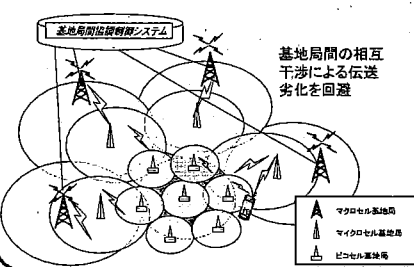 基地局間協調制御システム
基地局間の相互
干渉による伝送
劣化を回避
マクロセル基地局
マイクロセル基地局
ピコセル基地局